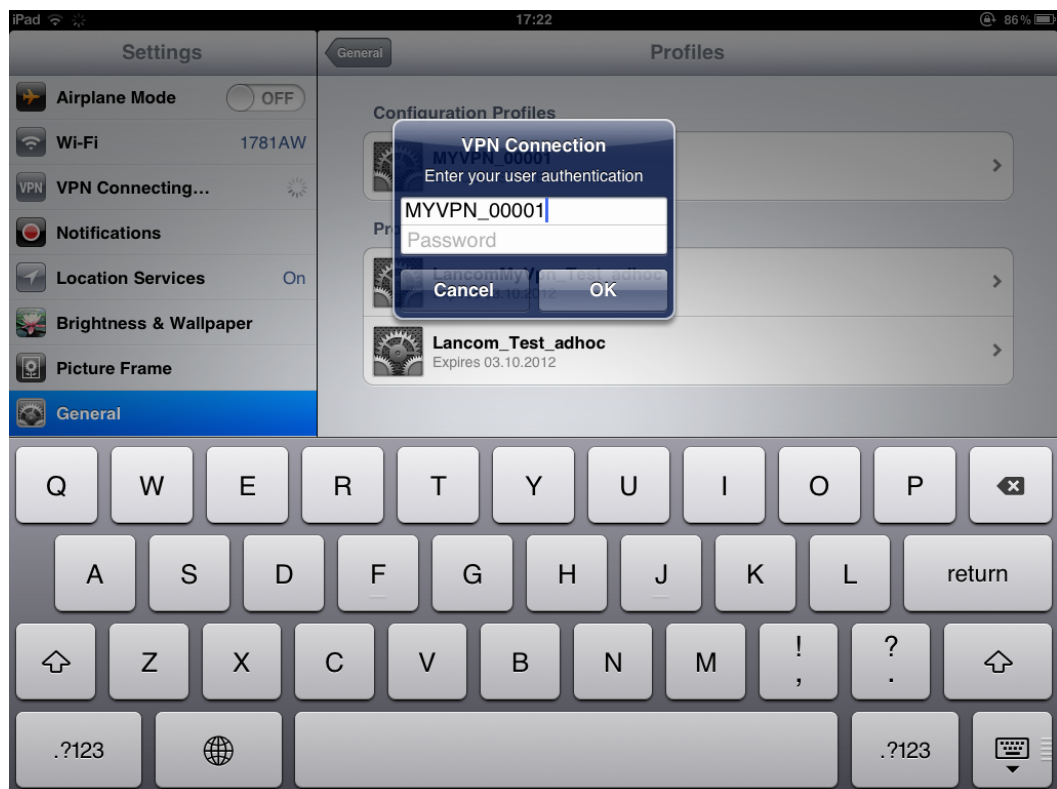 iPad 17:22 86%
Settings
General Profiles
Airplane Mode OFF
Wi-Fi 1781AW
VPN VPN Connecting...
Notifications
Location Services On
Brightness & Wallpaper
Picture Frame
General
Configuration Profiles
MYVPN_00001
VPN Connection
Enter your user authentication
MYVPN_00001
Password
Cancel OK
LancomMyVpn_Test_adhoc
Lancom_Test_adhoc
Expires 03.10.2012
Q W E R T Y U I O P
A S D F G H J K L return
Z X C V B N M ! , ? .
.?123 .?123